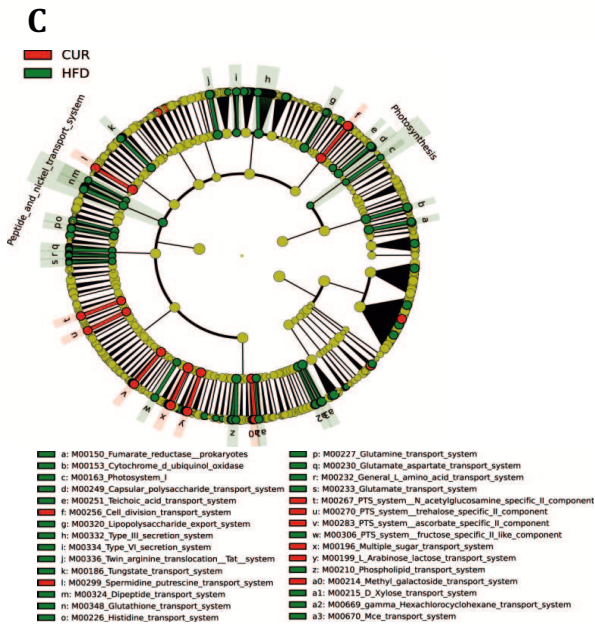 C
CUR
HFD
j
i
h
g
f
e
d
c
Photosynthesis
b
a
k
l
Peptide_and_nickel_transport_system
n m
p o
s r q
t
u
v
w
x
y
z
a0
a2
a: M00150_Fumarate_reductase__prokaryotes
b: M00153_Cytochrome_d_ubiquinol_oxidase
c: M00163_Photosystem_I
d: M00249_Capsular_polysaccharide_transport_system
e: M00251_Teichoic_acid_transport_system
f: M00256_Cell_division_transport_system
g: M00320_Lipopolysaccharide_export_system
h: M00332_Type_III_secretion_system
i: M00334_Type_VI_secretion_system
j: M00336_Twin_arginine_translocation__Tat__system
k: M00186_Tungstate_transport_system
l: M00299_Spermidine_putrescine_transport_system
m: M00324_Dipeptide_transport_system
n: M00348_Glutathione_transport_system
o: M00226_Histidine_transport_system
p: M00227_Glutamine_transport_system
q: M00230_Glutamate_aspartate_transport_system
r: M00232_General_L_amino_acid_transport_system
s: M00233_Glutamate_transport_system
t: M00267_PTS_system__N_acetylglucosamine_specific_II_component
u: M00270_PTS_system__trehalose_specific_II_component
v: M00283_PTS_system__ascorbate_specific_II_component
w: M00306_PTS_system__fructose_specific_II_like_component
x: M00196_Multiple_sugar_transport_system
y: M00199_L_Arabinose_lactose_transport_system
z: M00210_Phospholipid_transport_system
a0: M00214_Methyl_galactoside_transport_system
a1: M00215_D_Xylose_transport_system
a2: M00669_gamma_Hexachlorocyclohexane_transport_system
a3: M00670_Mce_transport_system